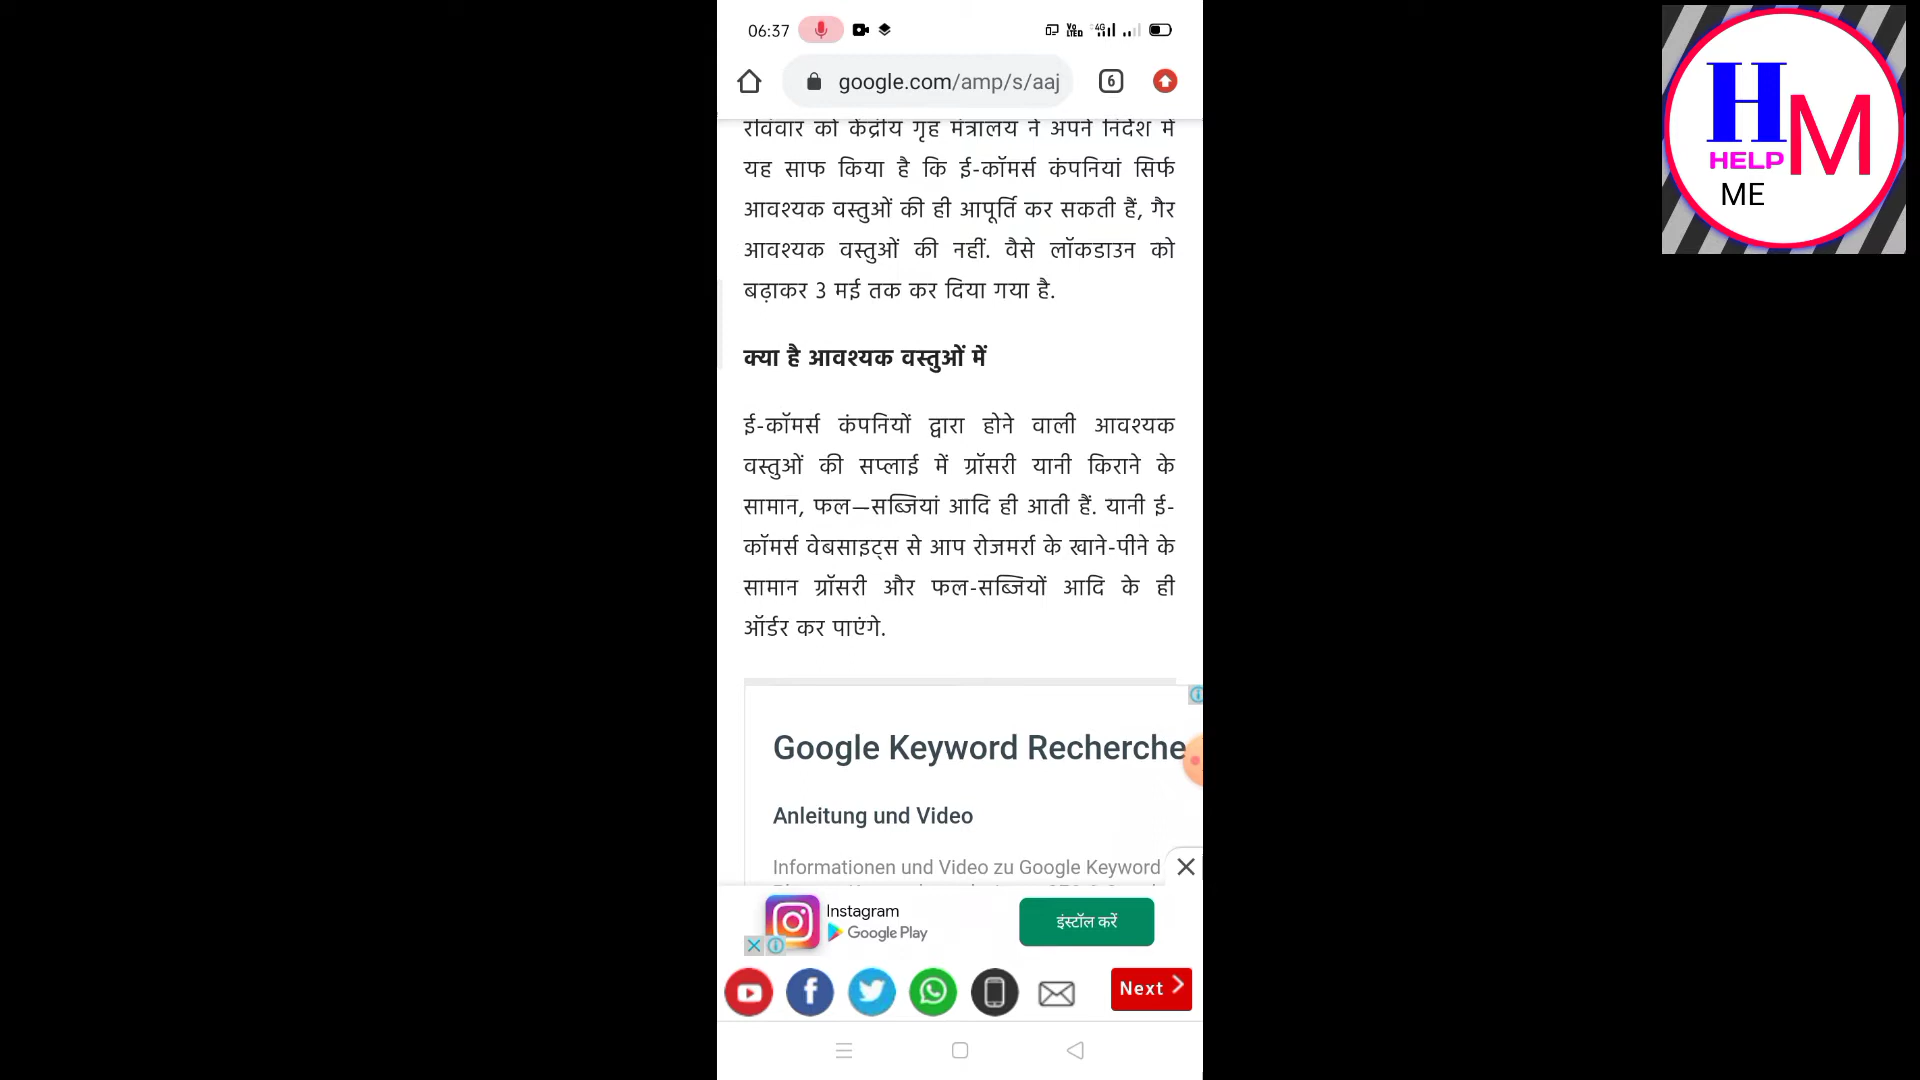 06:37
google.com/amp/s/aaj
6
H M
HELP
ME
रविवार को केंद्रीय गृह मंत्रालय ने अपने निर्देश में
यह साफ किया है कि ई-कॉमर्स कंपनियां सिर्फ
आवश्यक वस्तुओं की ही आपूर्ति कर सकती हैं, गैर
आवश्यक वस्तुओं की नहीं. वैसे लॉकडाउन को
बढ़ाकर 3 मई तक कर दिया गया है.
क्या है आवश्यक वस्तुओं में
ई-कॉमर्स कंपनियों द्वारा होने वाली आवश्यक
वस्तुओं की सप्लाई में ग्रॉसरी यानी किराने के
सामान, फल—सब्जियां आदि ही आती हैं. यानी ई-
कॉमर्स वेबसाइट्स से आप रोजमर्रा के खाने-पीने के
सामान ग्रॉसरी और फल-सब्जियों आदि के ही
ऑर्डर कर पाएंगे.
Google Keyword Recherche
Anleitung und Video
Informationen und Video zu Google Keyword
Instagram
Google Play
इंस्टॉल करें
Next